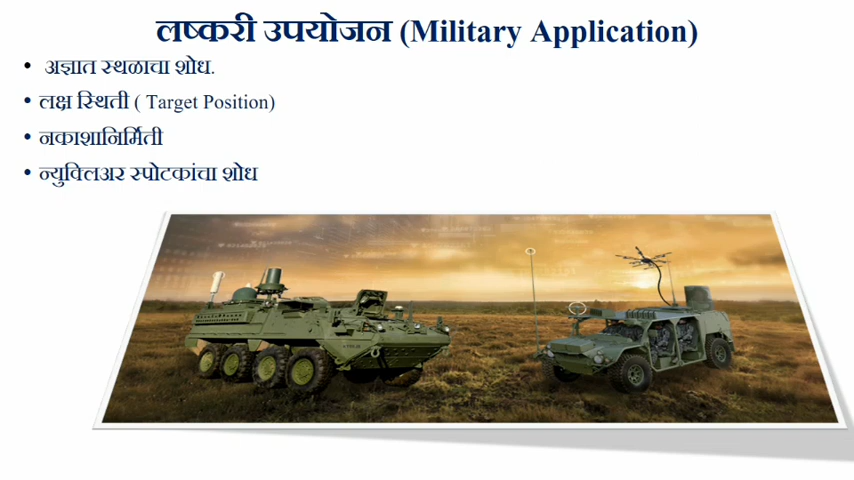 लष्करी उपयोजन (Military Application)
• अज्ञात स्थळाचा शोध.
• लक्ष स्थिती ( Target Position)
• नकाशानिर्मिती
• न्युक्लिअर स्पोटकांचा शोध